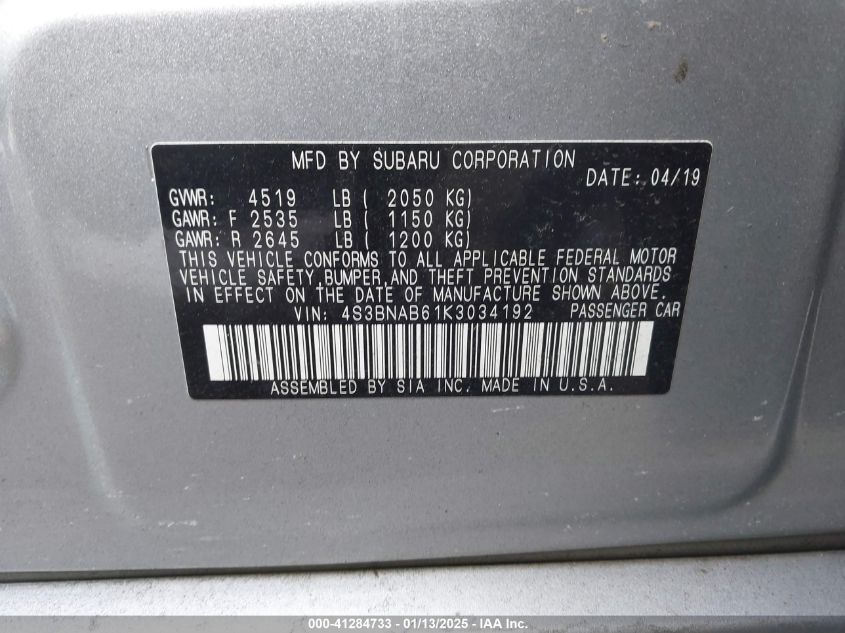 MFD BY SUBARU CORPORATION
DATE: 04/19
GVWR: 4519 LB ( 2050 KG)
GAWR: F 2535 LB ( 1150 KG)
GAWR: R 2645 LB ( 1200 KG)
THIS VEHICLE CONFORMS TO ALL APPLICABLE FEDERAL MOTOR
VEHICLE SAFETY,BUMPER,AND THEFT PREVENTION STANDARDS
IN EFFECT ON THE DATE OF MANUFACTURE SHOWN ABOVE.
VIN: 4S3BNAB61K3034192 PASSENGER CAR
ASSEMBLED BY SIA INC. MADE IN U.S.A.
000-41284733 - 01/13/2025 - IAA Inc.